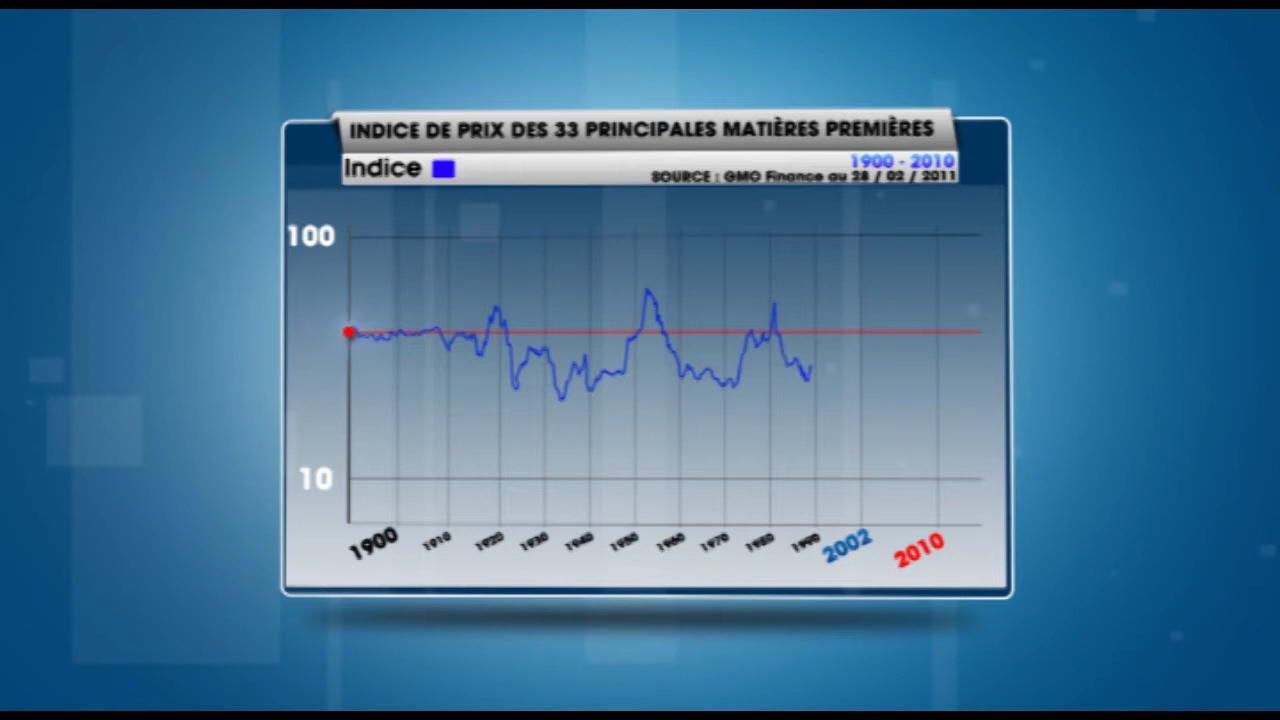 INDICE DE PRIX DES 33 PRINCIPALES MATIÈRES PREMIÈRES
Indice
1900 - 2010
SOURCE : GMO Finance au 28 / 02 / 2011
100
10
1900 1910 1920 1930 1940 1950 1960 1970 1980 1990 2002 2010